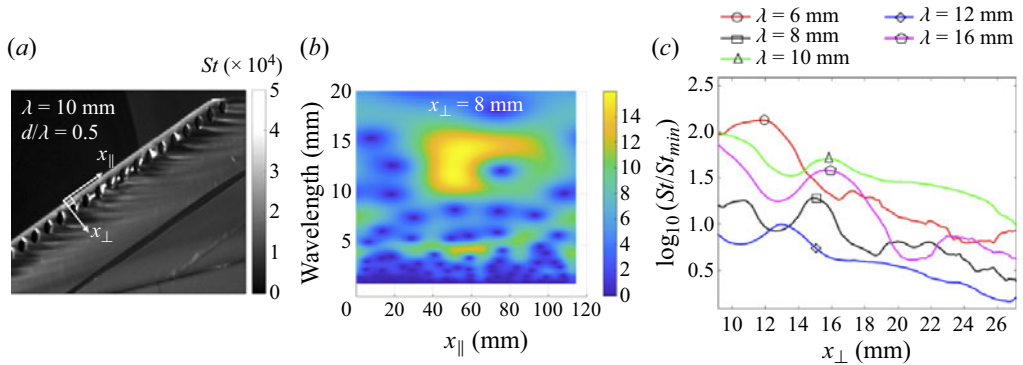 (a)
St (× 10⁴)
λ = 10 mm
d/λ = 0.5
x∥
x⊥
5
4
3
2
1
0
(b)
x⊥ = 8 mm
Wavelength (mm)
20
15
10
5
0 20 40 60 80 100 120
x∥ (mm)
14
12
10
8
6
4
2
0
λ = 6 mm
λ = 8 mm
λ = 10 mm
λ = 12 mm
λ = 16 mm
(c)
log₁₀ (St/Stₘᵢₙ)
2.5
2.0
1.5
1.0
0.5
10 12 14 16 18 20 22 24 26
x⊥ (mm)